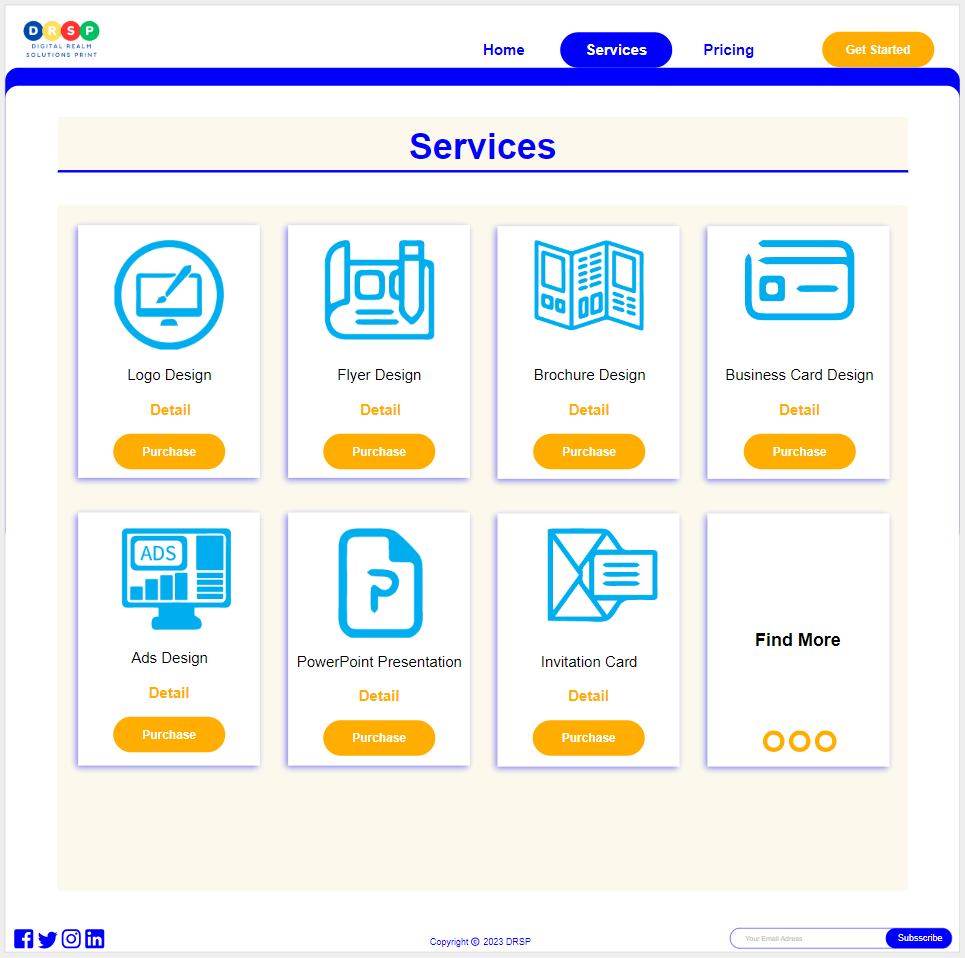 DRSP
DIGITAL REALM
SOLUTIONS PRINT
Home
Services
Pricing
Get Started
Services
Logo Design
Detail
Purchase
Flyer Design
Detail
Purchase
Brochure Design
Detail
Purchase
Business Card Design
Detail
Purchase
ADS
Ads Design
Detail
Purchase
P
PowerPoint Presentation
Detail
Purchase
Invitation Card
Detail
Purchase
Find More
Copyright © 2023 DRSP
Your Email Adress
Subsscribe